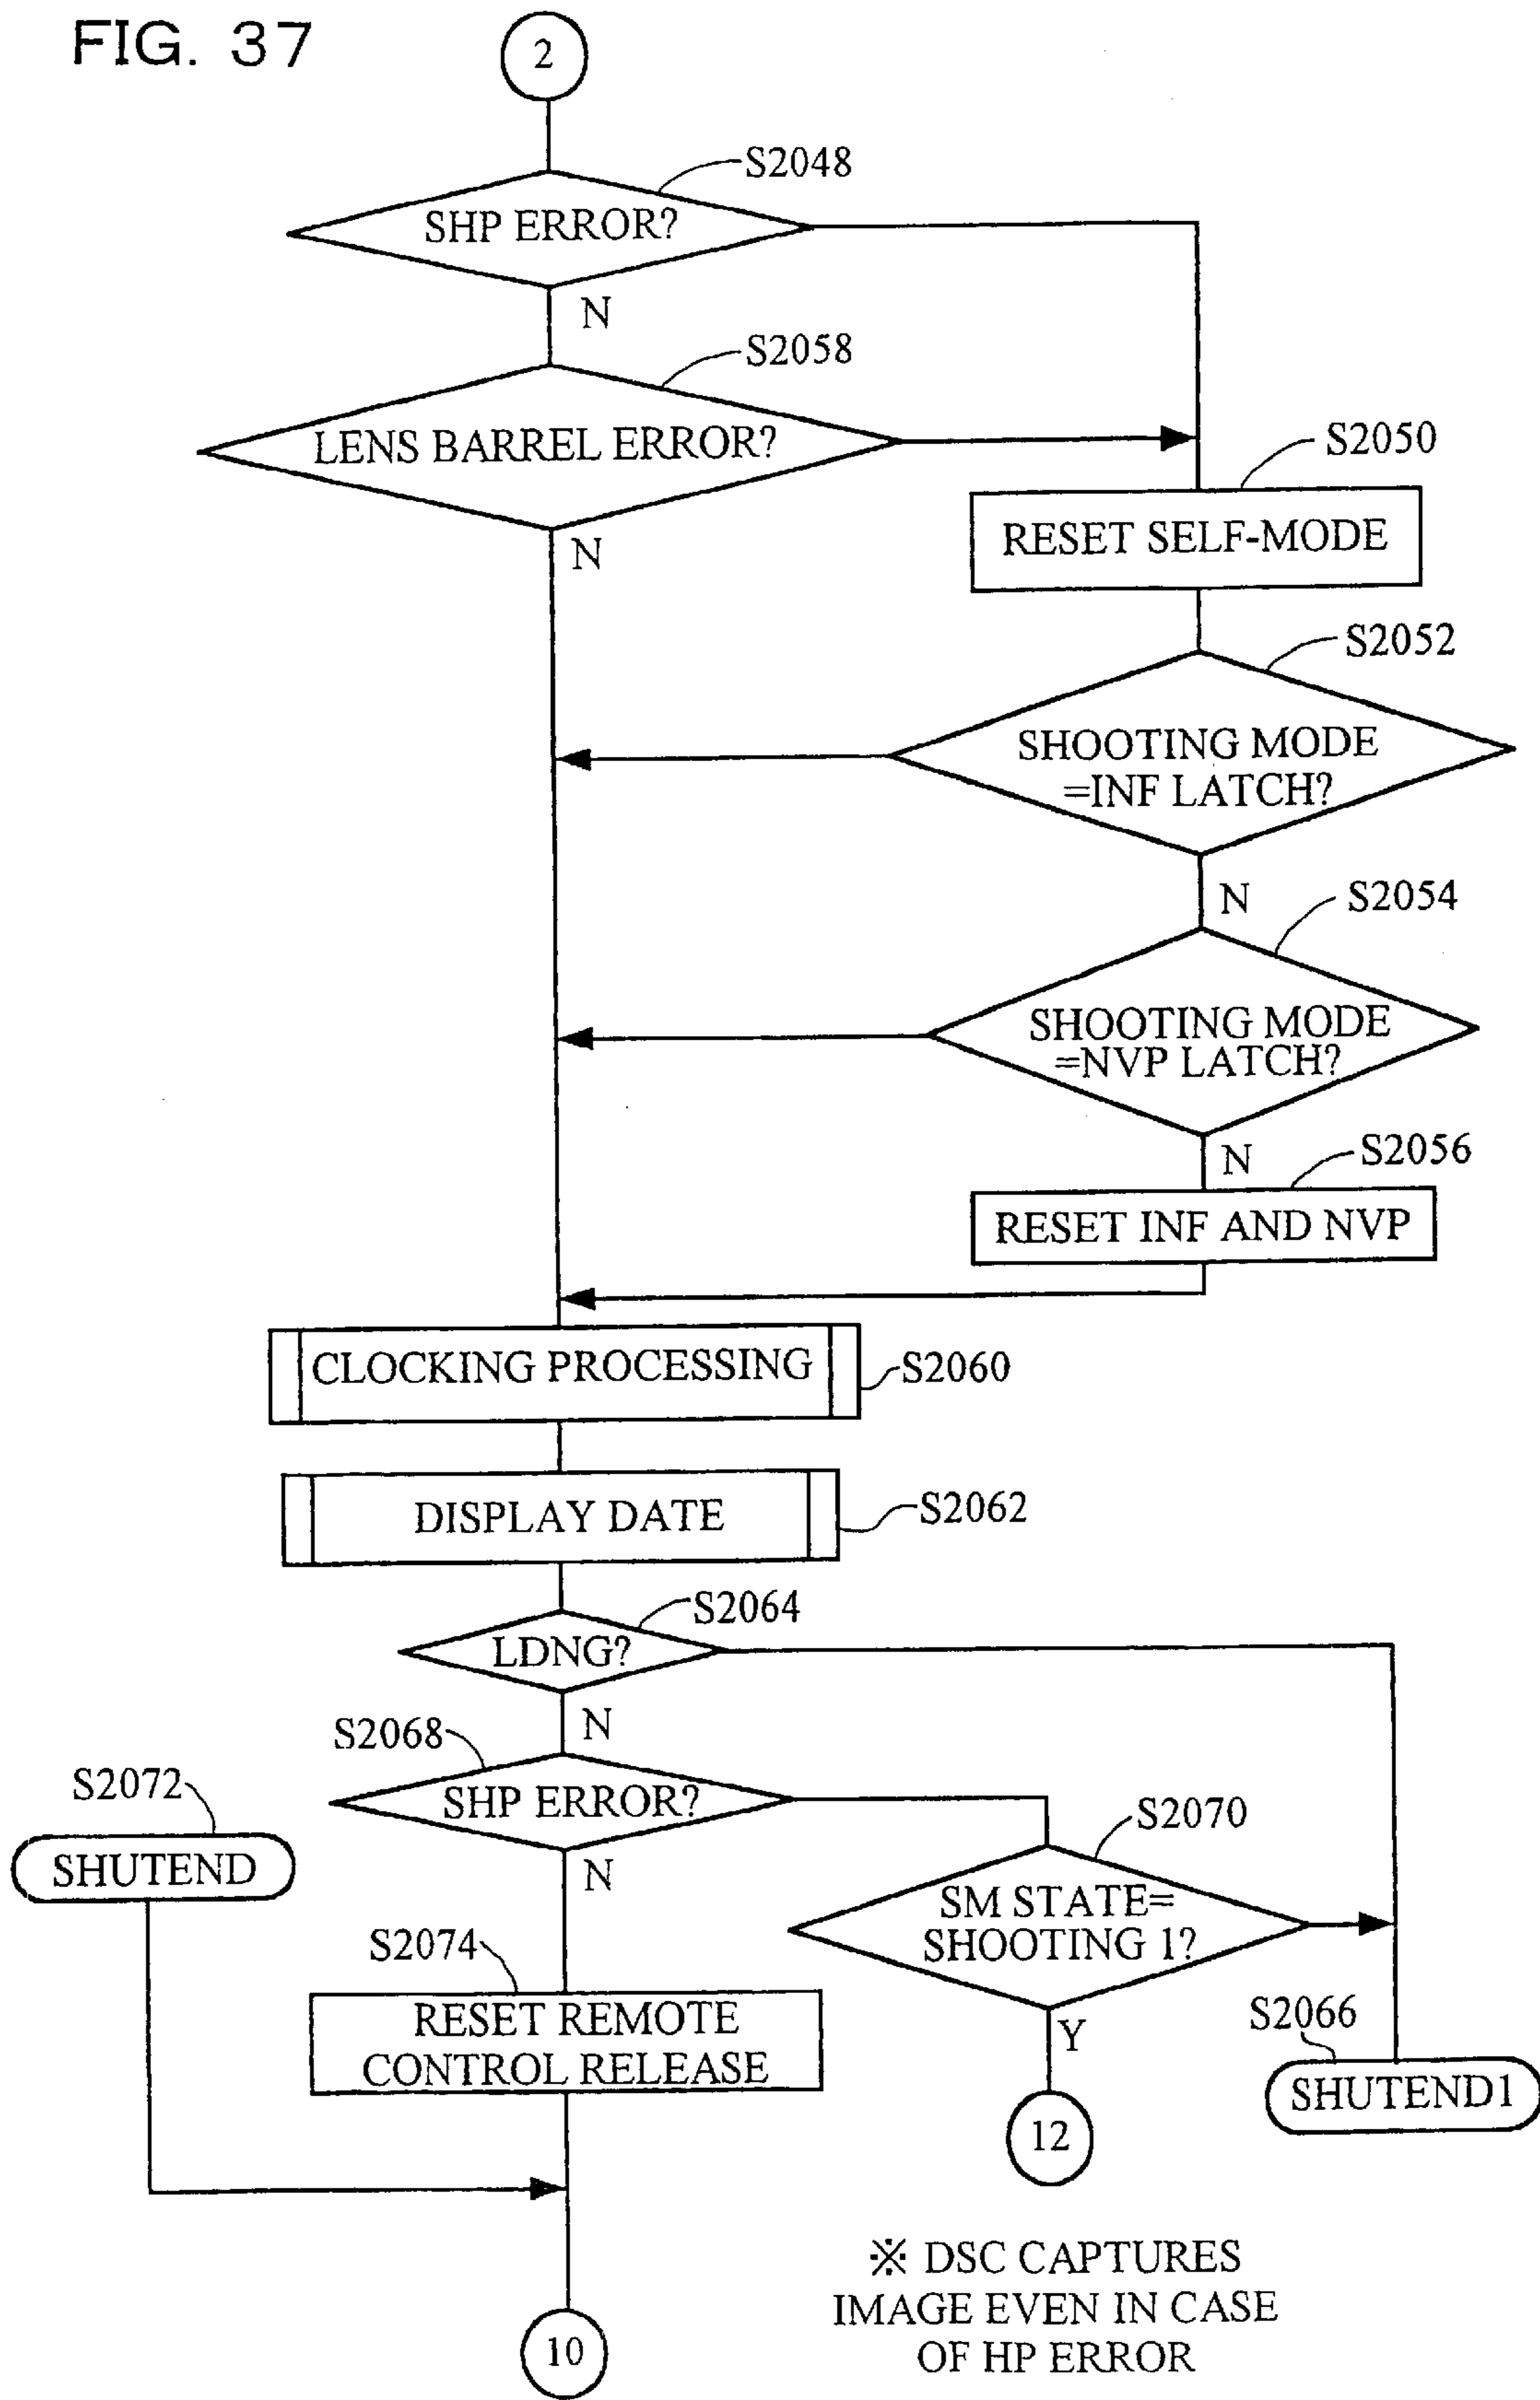 FIG. 37
2
S2048
SHP ERROR?
N
S2058
LENS BARREL ERROR?
N
S2050
RESET SELF-MODE
S2052
SHOOTING MODE
=INF LATCH?
N
S2054
SHOOTING MODE
=NVP LATCH?
N
S2056
RESET INF AND NVP
CLOCKING PROCESSING
S2060
DISPLAY DATE
S2062
S2064
LDNG?
N
S2068
SHP ERROR?
N
S2070
SM STATE=
SHOOTING 1?
Y
12
S2066
SHUTEND1
S2072
SHUTEND
S2074
RESET REMOTE
CONTROL RELEASE
10
※ DSC CAPTURES
IMAGE EVEN IN CASE
OF HP ERROR